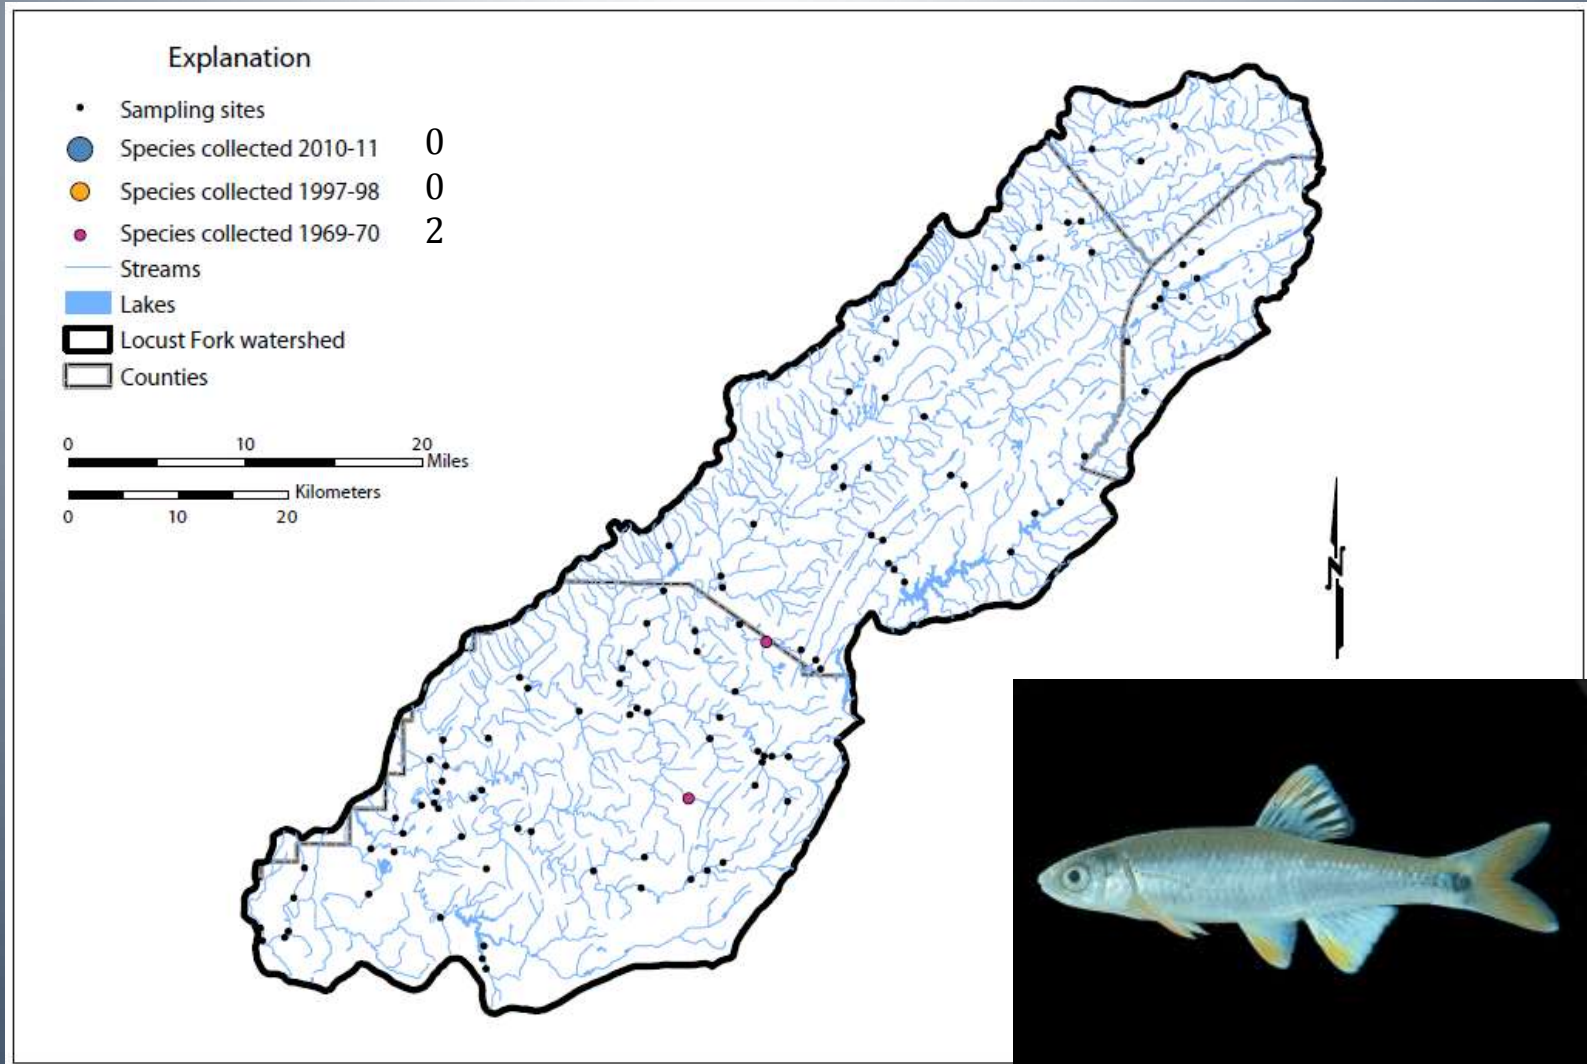 Explanation
Sampling sites
Species collected 2010-11 0
Species collected 1997-98 0
Species collected 1969-70 2
Streams
Lakes
Locust Fork watershed
Counties
0 10 20
Miles
Kilometers
0 10 20
N